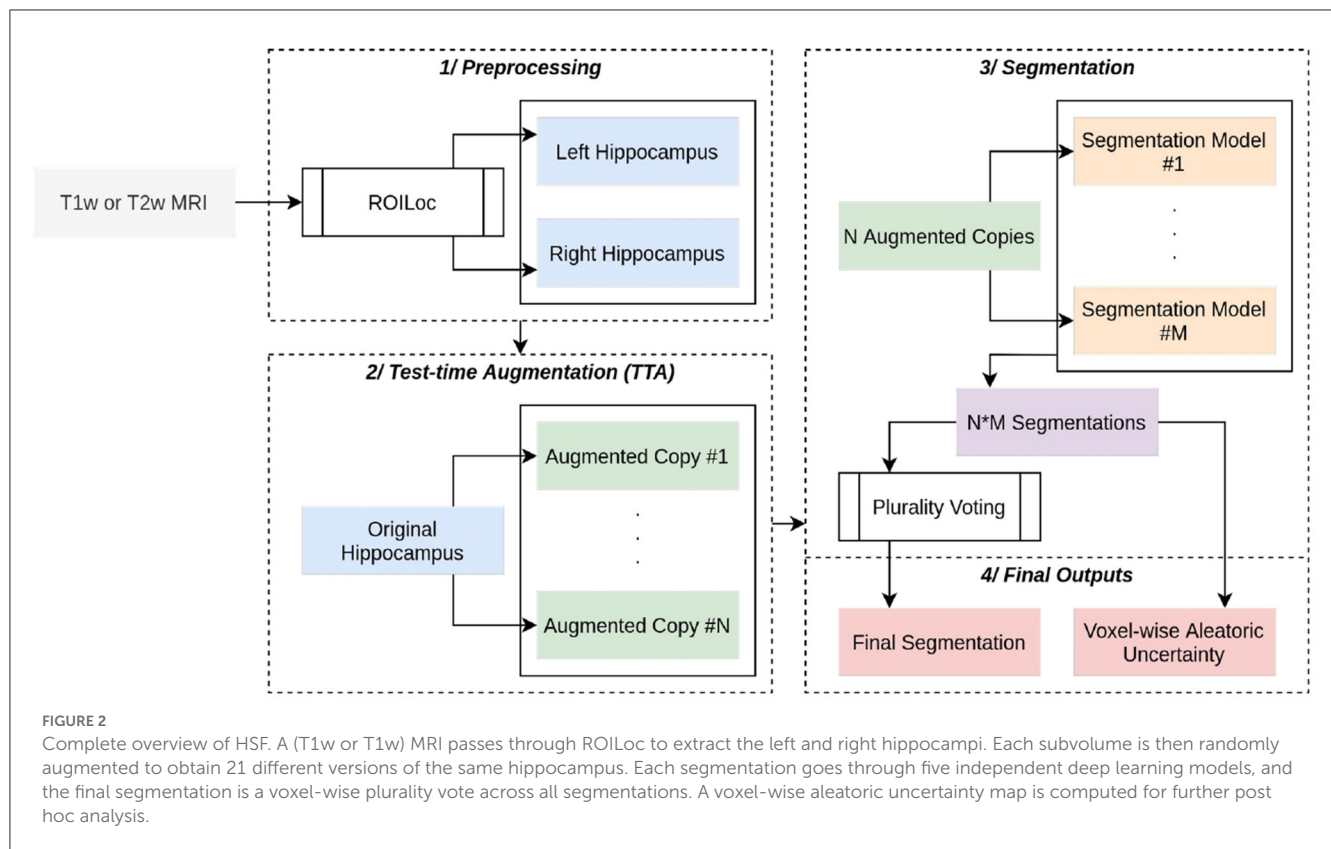 1/ Preprocessing
T1w or T2w MRI
ROILoc
Left Hippocampus
Right Hippocampus
2/ Test-time Augmentation (TTA)
Original
Hippocampus
Augmented Copy #1
.
.
.
Augmented Copy #N
3/ Segmentation
N Augmented Copies
Segmentation Model
#1
.
.
.
Segmentation Model
#M
N*M Segmentations
Plurality Voting
4/ Final Outputs
Final Segmentation
Voxel-wise Aleatoric
Uncertainty
FIGURE 2
Complete overview of HSF. A (T1w or T1w) MRI passes through ROILoc to extract the left and right hippocampi. Each subvolume is then randomly
augmented to obtain 21 different versions of the same hippocampus. Each segmentation goes through five independent deep learning models, and
the final segmentation is a voxel-wise plurality vote across all segmentations. A voxel-wise aleatoric uncertainty map is computed for further post
hoc analysis.